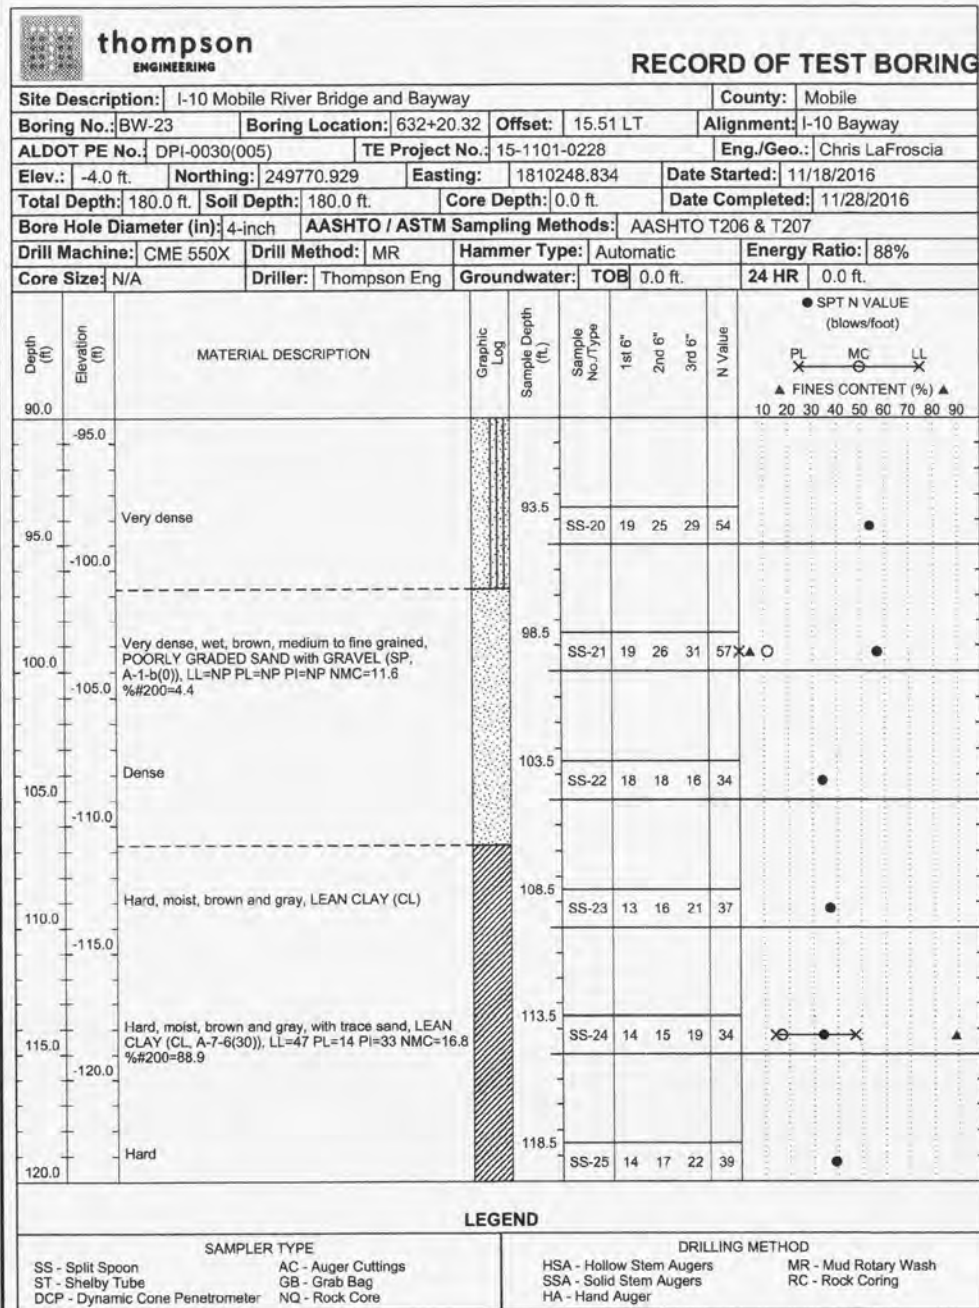 thompson
ENGINEERING
RECORD OF TEST BORING
Site Description: I-10 Mobile River Bridge and Bayway County: Mobile
Boring No.: BW-23 Boring Location: 632+20.32 Offset: 15.51 LT Alignment: I-10 Bayway
ALDOT PE No.: DPI-0030(005) TE Project No.: 15-1101-0228 Eng./Geo.: Chris LaFroscia
Elev.: -4.0 ft. Northing: 249770.929 Easting: 1810248.834 Date Started: 11/18/2016
Total Depth: 180.0 ft. Soil Depth: 180.0 ft. Core Depth: 0.0 ft. Date Completed: 11/28/2016
Bore Hole Diameter (in): 4-inch AASHTO / ASTM Sampling Methods: AASHTO T206 & T207
Drill Machine: CME 550X Drill Method: MR Hammer Type: Automatic Energy Ratio: 88%
Core Size: N/A Driller: Thompson Eng Groundwater: TOB 0.0 ft. 24 HR 0.0 ft.
Depth (ft) Elevation (ft) MATERIAL DESCRIPTION Graphic Log Sample Depth (ft.) Sample No./Type 1st 6" 2nd 6" 3rd 6" N Value
● SPT N VALUE
(blows/foot)
PL MC LL
▲ FINES CONTENT (%) ▲
10 20 30 40 50 60 70 80 90
90.0
-95.0
93.5
Very dense
SS-20 19 25 29 54
95.0
-100.0
98.5
Very dense, wet, brown, medium to fine grained,
POORLY GRADED SAND with GRAVEL (SP,
A-1-b(0)), LL=NP PL=NP PI=NP NMC=11.6
%#200=4.4
SS-21 19 26 31 57
100.0
-105.0
103.5
Dense
SS-22 18 18 16 34
105.0
-110.0
108.5
Hard, moist, brown and gray, LEAN CLAY (CL)
SS-23 13 16 21 37
110.0
-115.0
113.5
Hard, moist, brown and gray, with trace sand, LEAN
CLAY (CL, A-7-6(30)), LL=47 PL=14 PI=33 NMC=16.8
%#200=88.9
SS-24 14 15 19 34
115.0
-120.0
118.5
Hard
SS-25 14 17 22 39
120.0
LEGEND
SAMPLER TYPE
SS - Split Spoon AC - Auger Cuttings
ST - Shelby Tube GB - Grab Bag
DCP - Dynamic Cone Penetrometer NQ - Rock Core
DRILLING METHOD
HSA - Hollow Stem Augers MR - Mud Rotary Wash
SSA - Solid Stem Augers RC - Rock Coring
HA - Hand Auger